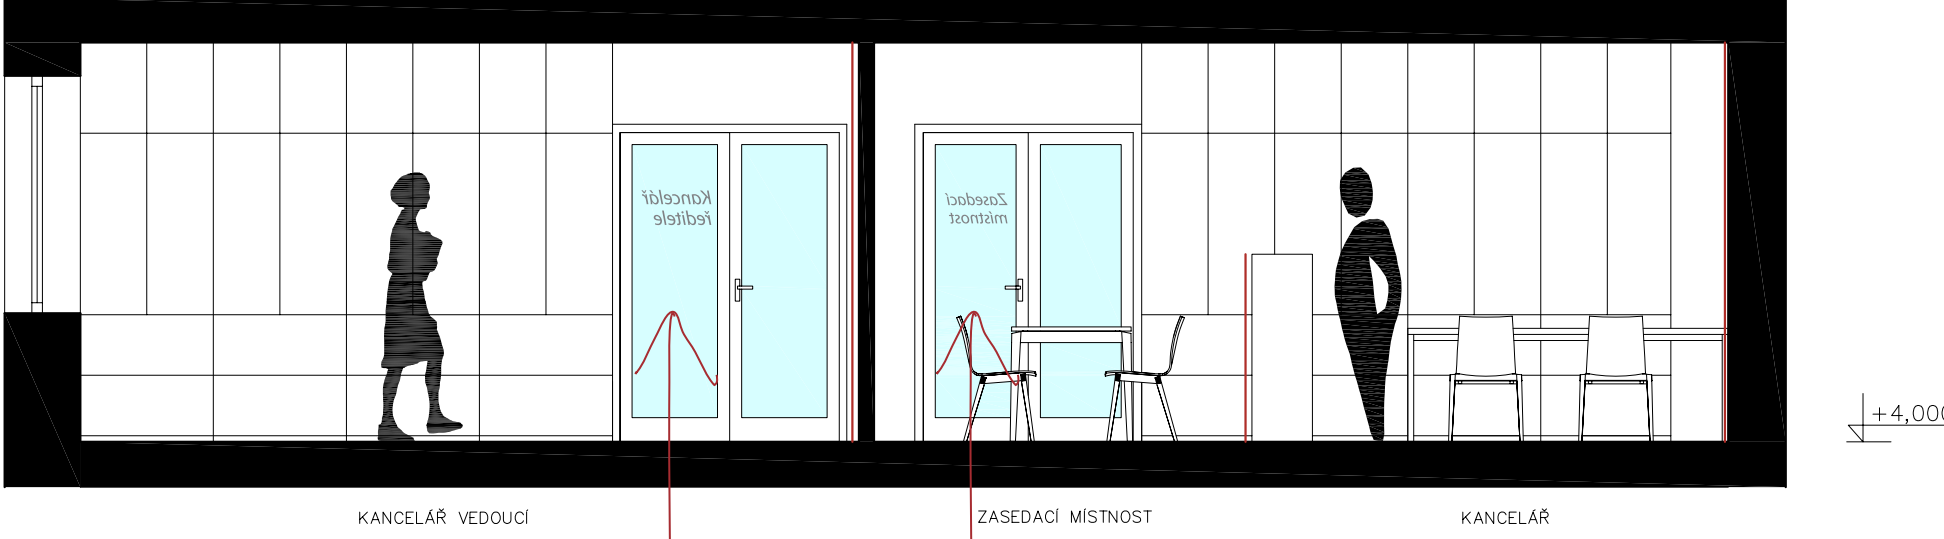 Kancelář
ředitele
Zasedací
místnost
+4,000
KANCELÁŘ VEDOUCÍ
ZASEDACÍ MÍSTNOST
KANCELÁŘ